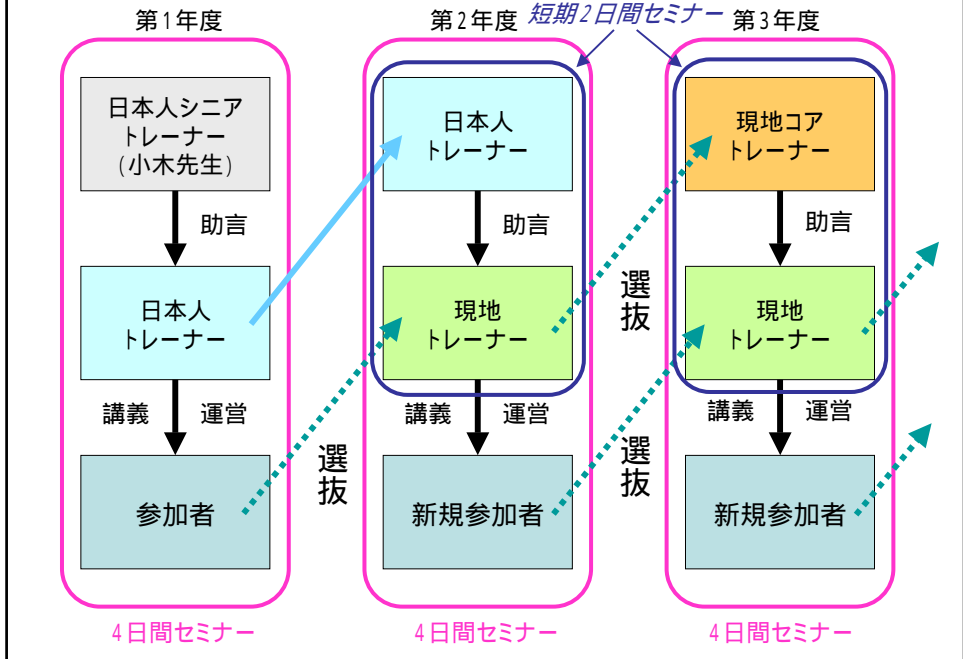 第1年度
第2年度
短期2日間セミナー
第3年度
日本人シニア
トレーナー
(小木先生)
日本人
トレーナー
現地コア
トレーナー
助言
助言
助言
選
抜
日本人
トレーナー
現地
トレーナー
現地
トレーナー
講義 運営
講義 運営
講義 運営
選
抜
選
抜
参加者
新規参加者
新規参加者
4日間セミナー
4日間セミナー
4日間セミナー